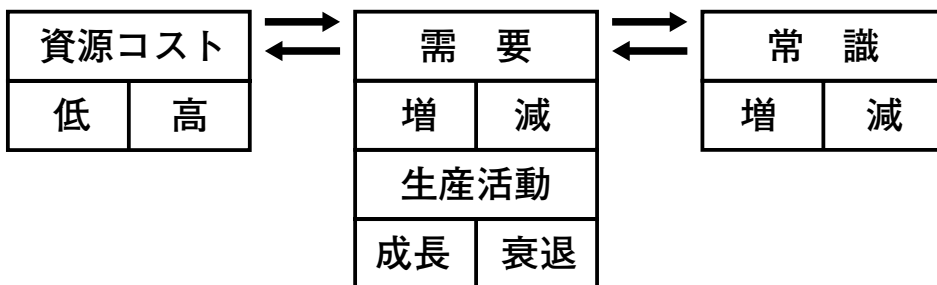 資源コスト
低 高
需 要
増 減
生産活動
成長 衰退
常 識
増 減